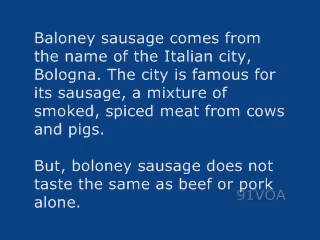 Baloney sausage comes from
the name of the Italian city,
Bologna. The city is famous for
its sausage, a mixture of
smoked, spiced meat from cows
and pigs.
But, boloney sausage does not
taste the same as beef or pork
alone.
91VOA